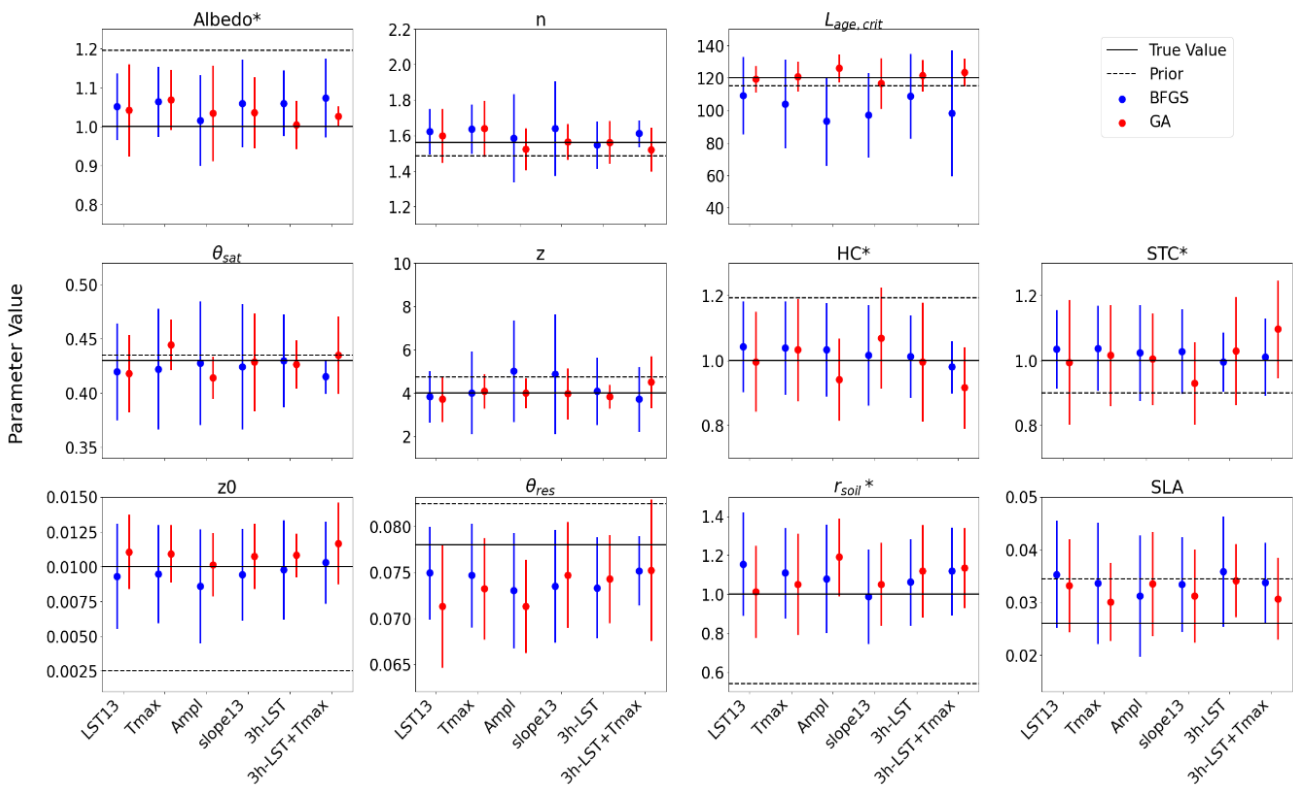 Albedo*
1.2
1.1
1.0
0.9
0.8
n
2.2
2.0
1.8
1.6
1.4
1.2
L_age,crit
140
120
100
80
60
40
True Value
Prior
BFGS
GA
Parameter Value
θ_sat
0.50
0.45
0.40
0.35
z
10
8
6
4
2
HC*
1.2
1.0
0.8
STC*
1.2
1.0
0.8
z0
0.0150
0.0125
0.0100
0.0075
0.0050
0.0025
LST13
Tmax
Ampl
slope13
3h-LST
3h-LST+Tmax
θ_res
0.080
0.075
0.070
0.065
LST13
Tmax
Ampl
slope13
3h-LST
3h-LST+Tmax
r_soil *
1.4
1.2
1.0
0.8
0.6
LST13
Tmax
Ampl
slope13
3h-LST
3h-LST+Tmax
SLA
0.05
0.04
0.03
0.02
LST13
Tmax
Ampl
slope13
3h-LST
3h-LST+Tmax